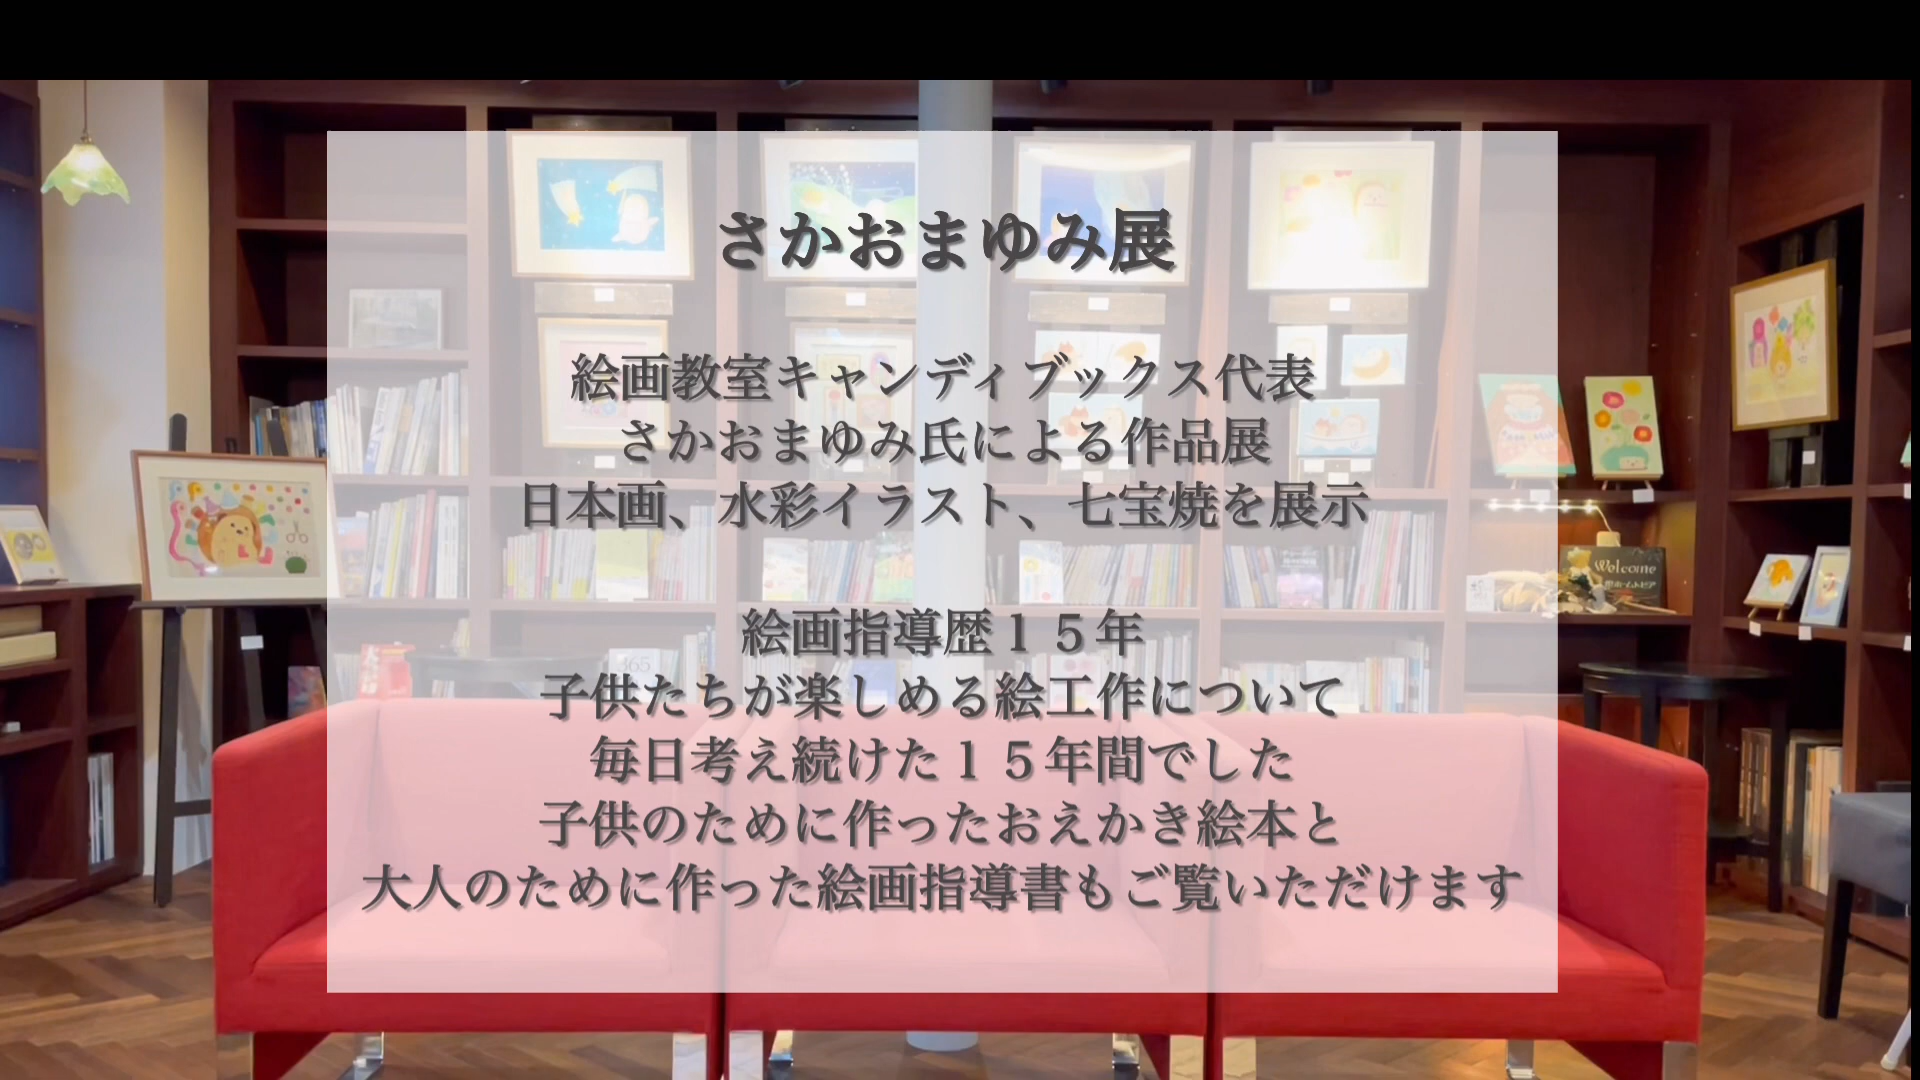 さかおまゆみ展
絵画教室キャンディブックス代表
さかおまゆみ氏による作品展
日本画、水彩イラスト、七宝焼を展示
絵画指導歴１５年
子供たちが楽しめる絵工作について
毎日考え続けた１５年間でした
子供のために作ったおえかき絵本と
大人のために作った絵画指導書もご覧いただけます
365
Welcome